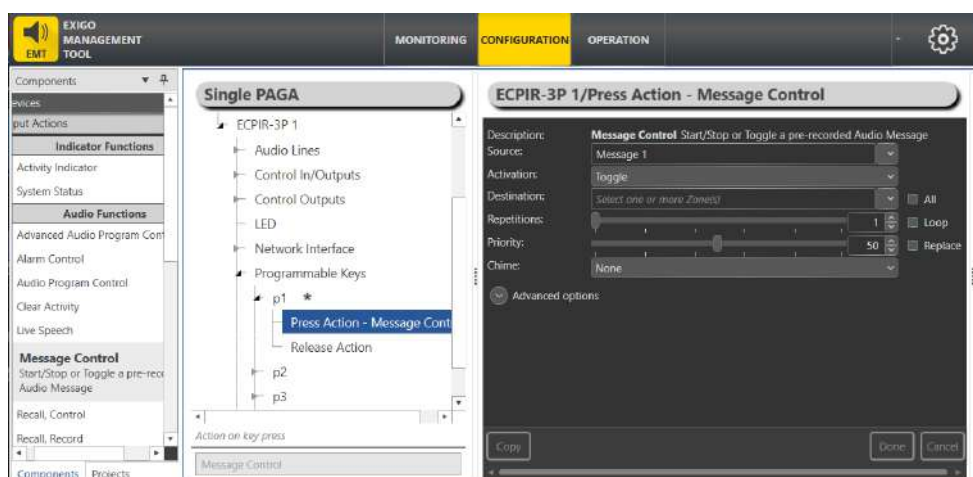 EXIGO
MANAGEMENT
TOOL
EMT
MONITORING
CONFIGURATION
OPERATION
Components
evices
put Actions
Indicator Functions
Activity Indicator
System Status
Audio Functions
Advanced Audio Program Con
Alarm Control
Audio Program Control
Clear Activity
Live Speech
Message Control
Start/Stop or Toggle a pre-reco
Audio Message
Recall, Control
Recall, Record
Components Projects
Single PAGA
ECPIR-3P 1
Audio Lines
Control In/Outputs
Control Outputs
LED
Network Interface
Programmable Keys
p1 *
Press Action - Message Cont
Release Action
p2
p3
Action on key press
Message Control
ECPIR-3P 1/Press Action - Message Control
Description: Message Control Start/Stop or Toggle a pre-recorded Audio Message
Source: Message 1
Activation: Toggle
Destination: Select one or more Zone(s) All
Repetitions: 1 Loop
Priority: 50 Replace
Chime: None
Advanced options
Copy Done Cancel